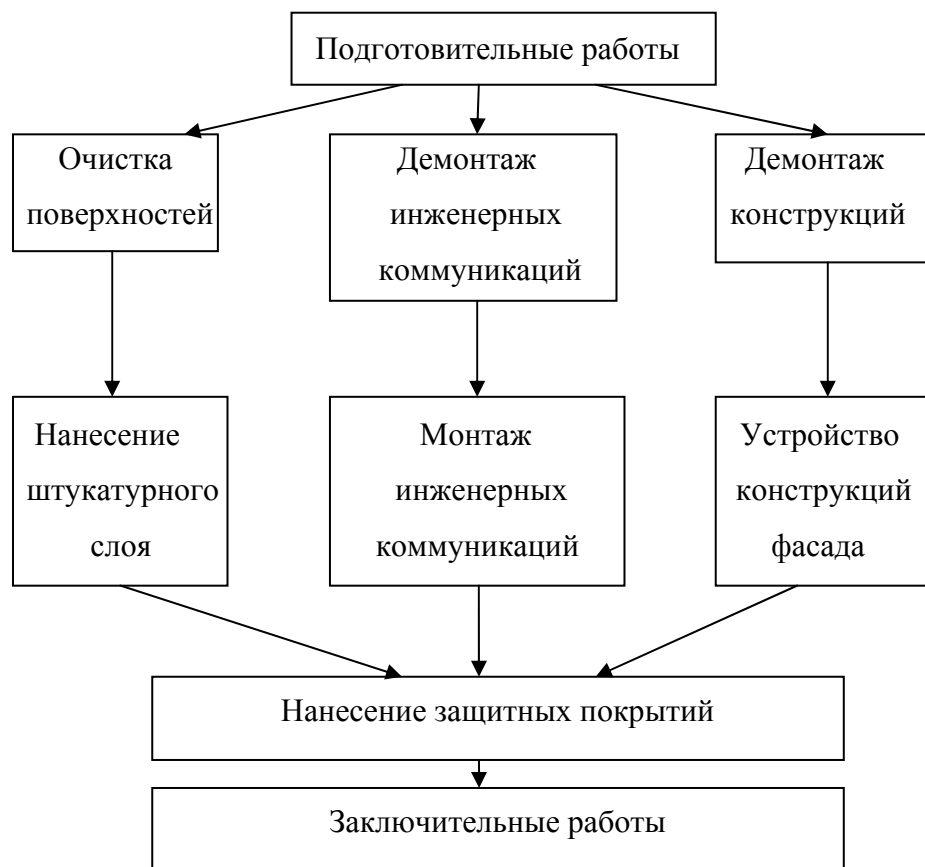 Подготовительные работы
Очистка
поверхностей
Демонтаж
инженерных
коммуникаций
Демонтаж
конструкций
Нанесение
штукатурного
слоя
Монтаж
инженерных
коммуникаций
Устройство
конструкций
фасада
Нанесение защитных покрытий
Заключительные работы